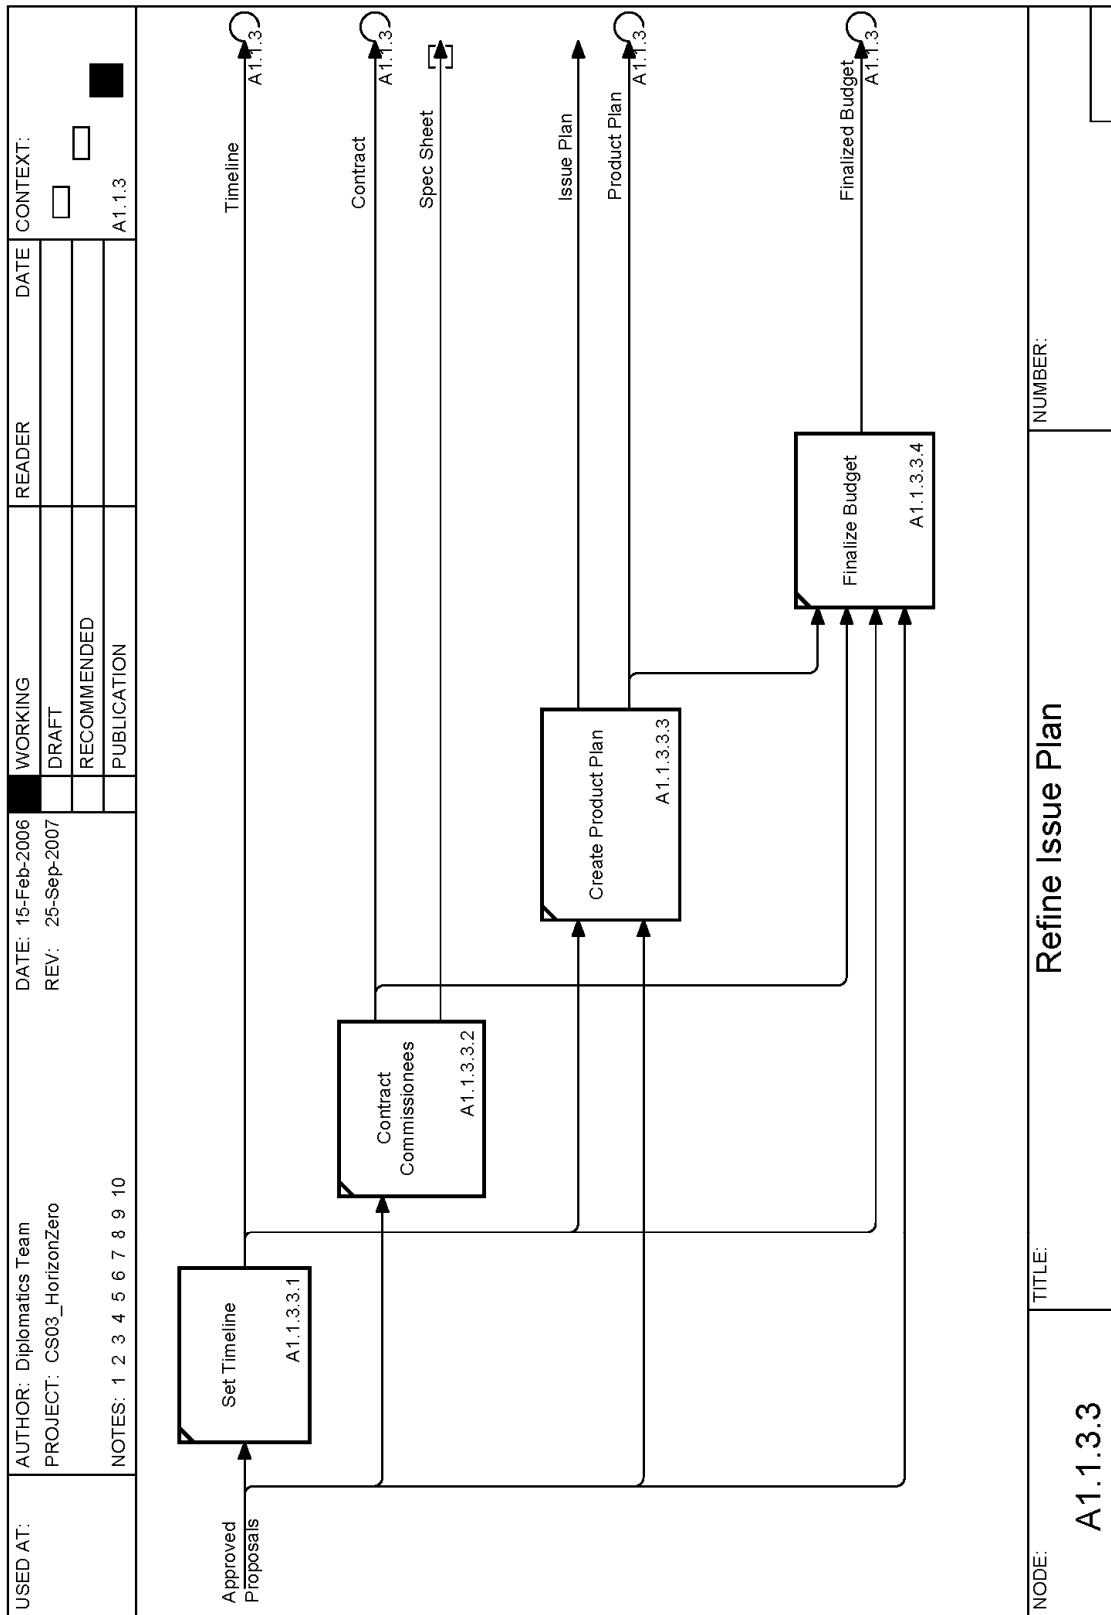 USED AT:
AUTHOR: Diplomatics Team
PROJECT: CS03_HorizonZero
NOTES: 1 2 3 4 5 6 7 8 9 10
DATE: 15-Feb-2006
REV: 25-Sep-2007
WORKING
DRAFT
RECOMMENDED
PUBLICATION
READER
DATE
CONTEXT:
A1.1.3
Approved
Proposals
Set Timeline
A1.1.3.3.1
Contract
Commissionees
A1.1.3.3.2
Create Product Plan
A1.1.3.3.3
Finalize Budget
A1.1.3.3.4
Timeline
A1.1.3
Contract
A1.1.3
Spec Sheet
Issue Plan
Product Plan
A1.1.3
Finalized Budget
A1.1.3
NODE:
A1.1.3.3
TITLE:
Refine Issue Plan
NUMBER: